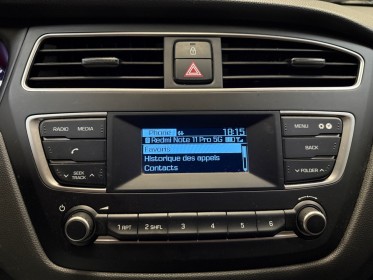 RADIO MEDIA
Phone 18:15
Redmi Note 11 Pro 5G
Favoris
Historique des appels
Contacts
SEEK
TRACK
MENU
BACK
FOLDER
1 RPT 2 SHFL 3 4 5 6